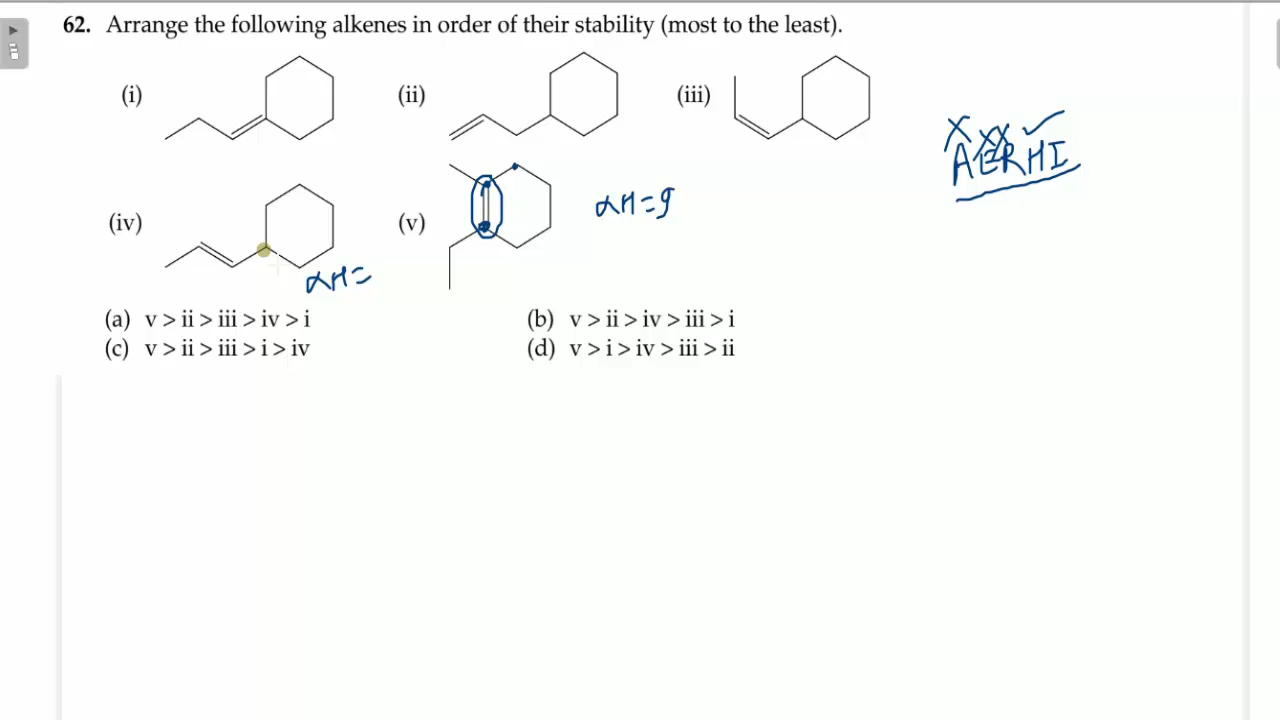 62. Arrange the following alkenes in order of their stability (most to the least).
(i)
(ii)
(iii)
AERHI
(iv)
αH=
(v)
αH=9
(a) v > ii > iii > iv > i
(b) v > ii > iv > iii > i
(c) v > ii > iii > i > iv
(d) v > i > iv > iii > ii